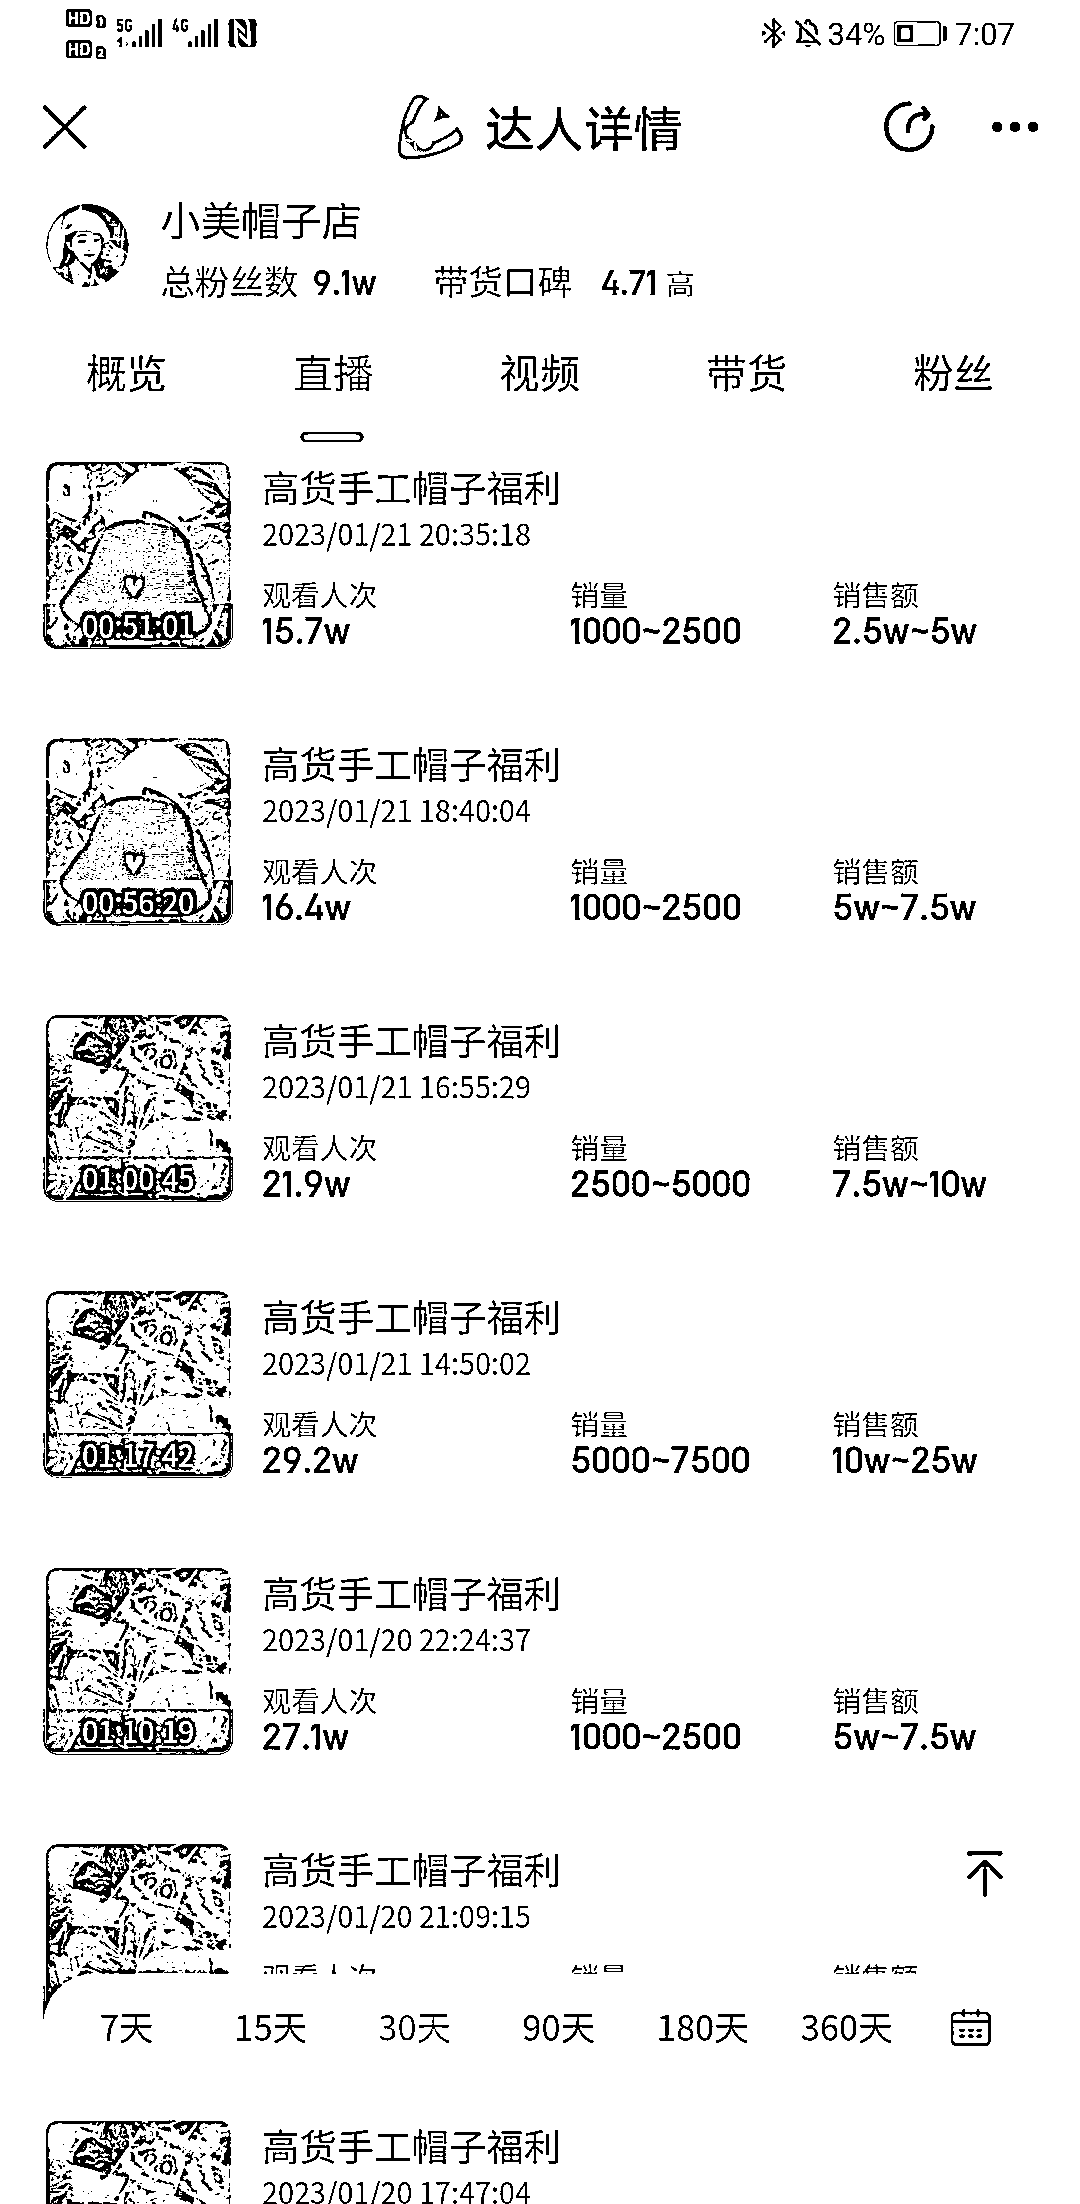 HD 1 5G 4G 34% 7:07
HD 2
达人详情
小美帽子店
总粉丝数 9.1w 带货口碑 4.71 高
概览 直播 视频 带货 粉丝
高货手工帽子福利
2023/01/21 20:35:18
观看人次 销量 销售额
00:51:01 15.7w 1000~2500 2.5w~5w
高货手工帽子福利
2023/01/21 18:40:04
观看人次 销量 销售额
00:56:20 16.4w 1000~2500 5w~7.5w
高货手工帽子福利
2023/01/21 16:55:29
观看人次 销量 销售额
01:00:45 21.9w 2500~5000 7.5w~10w
高货手工帽子福利
2023/01/21 14:50:02
观看人次 销量 销售额
01:17:42 29.2w 5000~7500 10w~25w
高货手工帽子福利
2023/01/20 22:24:37
观看人次 销量 销售额
01:10:19 27.1w 1000~2500 5w~7.5w
高货手工帽子福利
2023/01/20 21:09:15
观看人次 销量 销售额
7天 15天 30天 90天 180天 360天
高货手工帽子福利
2023/01/20 17:47:04